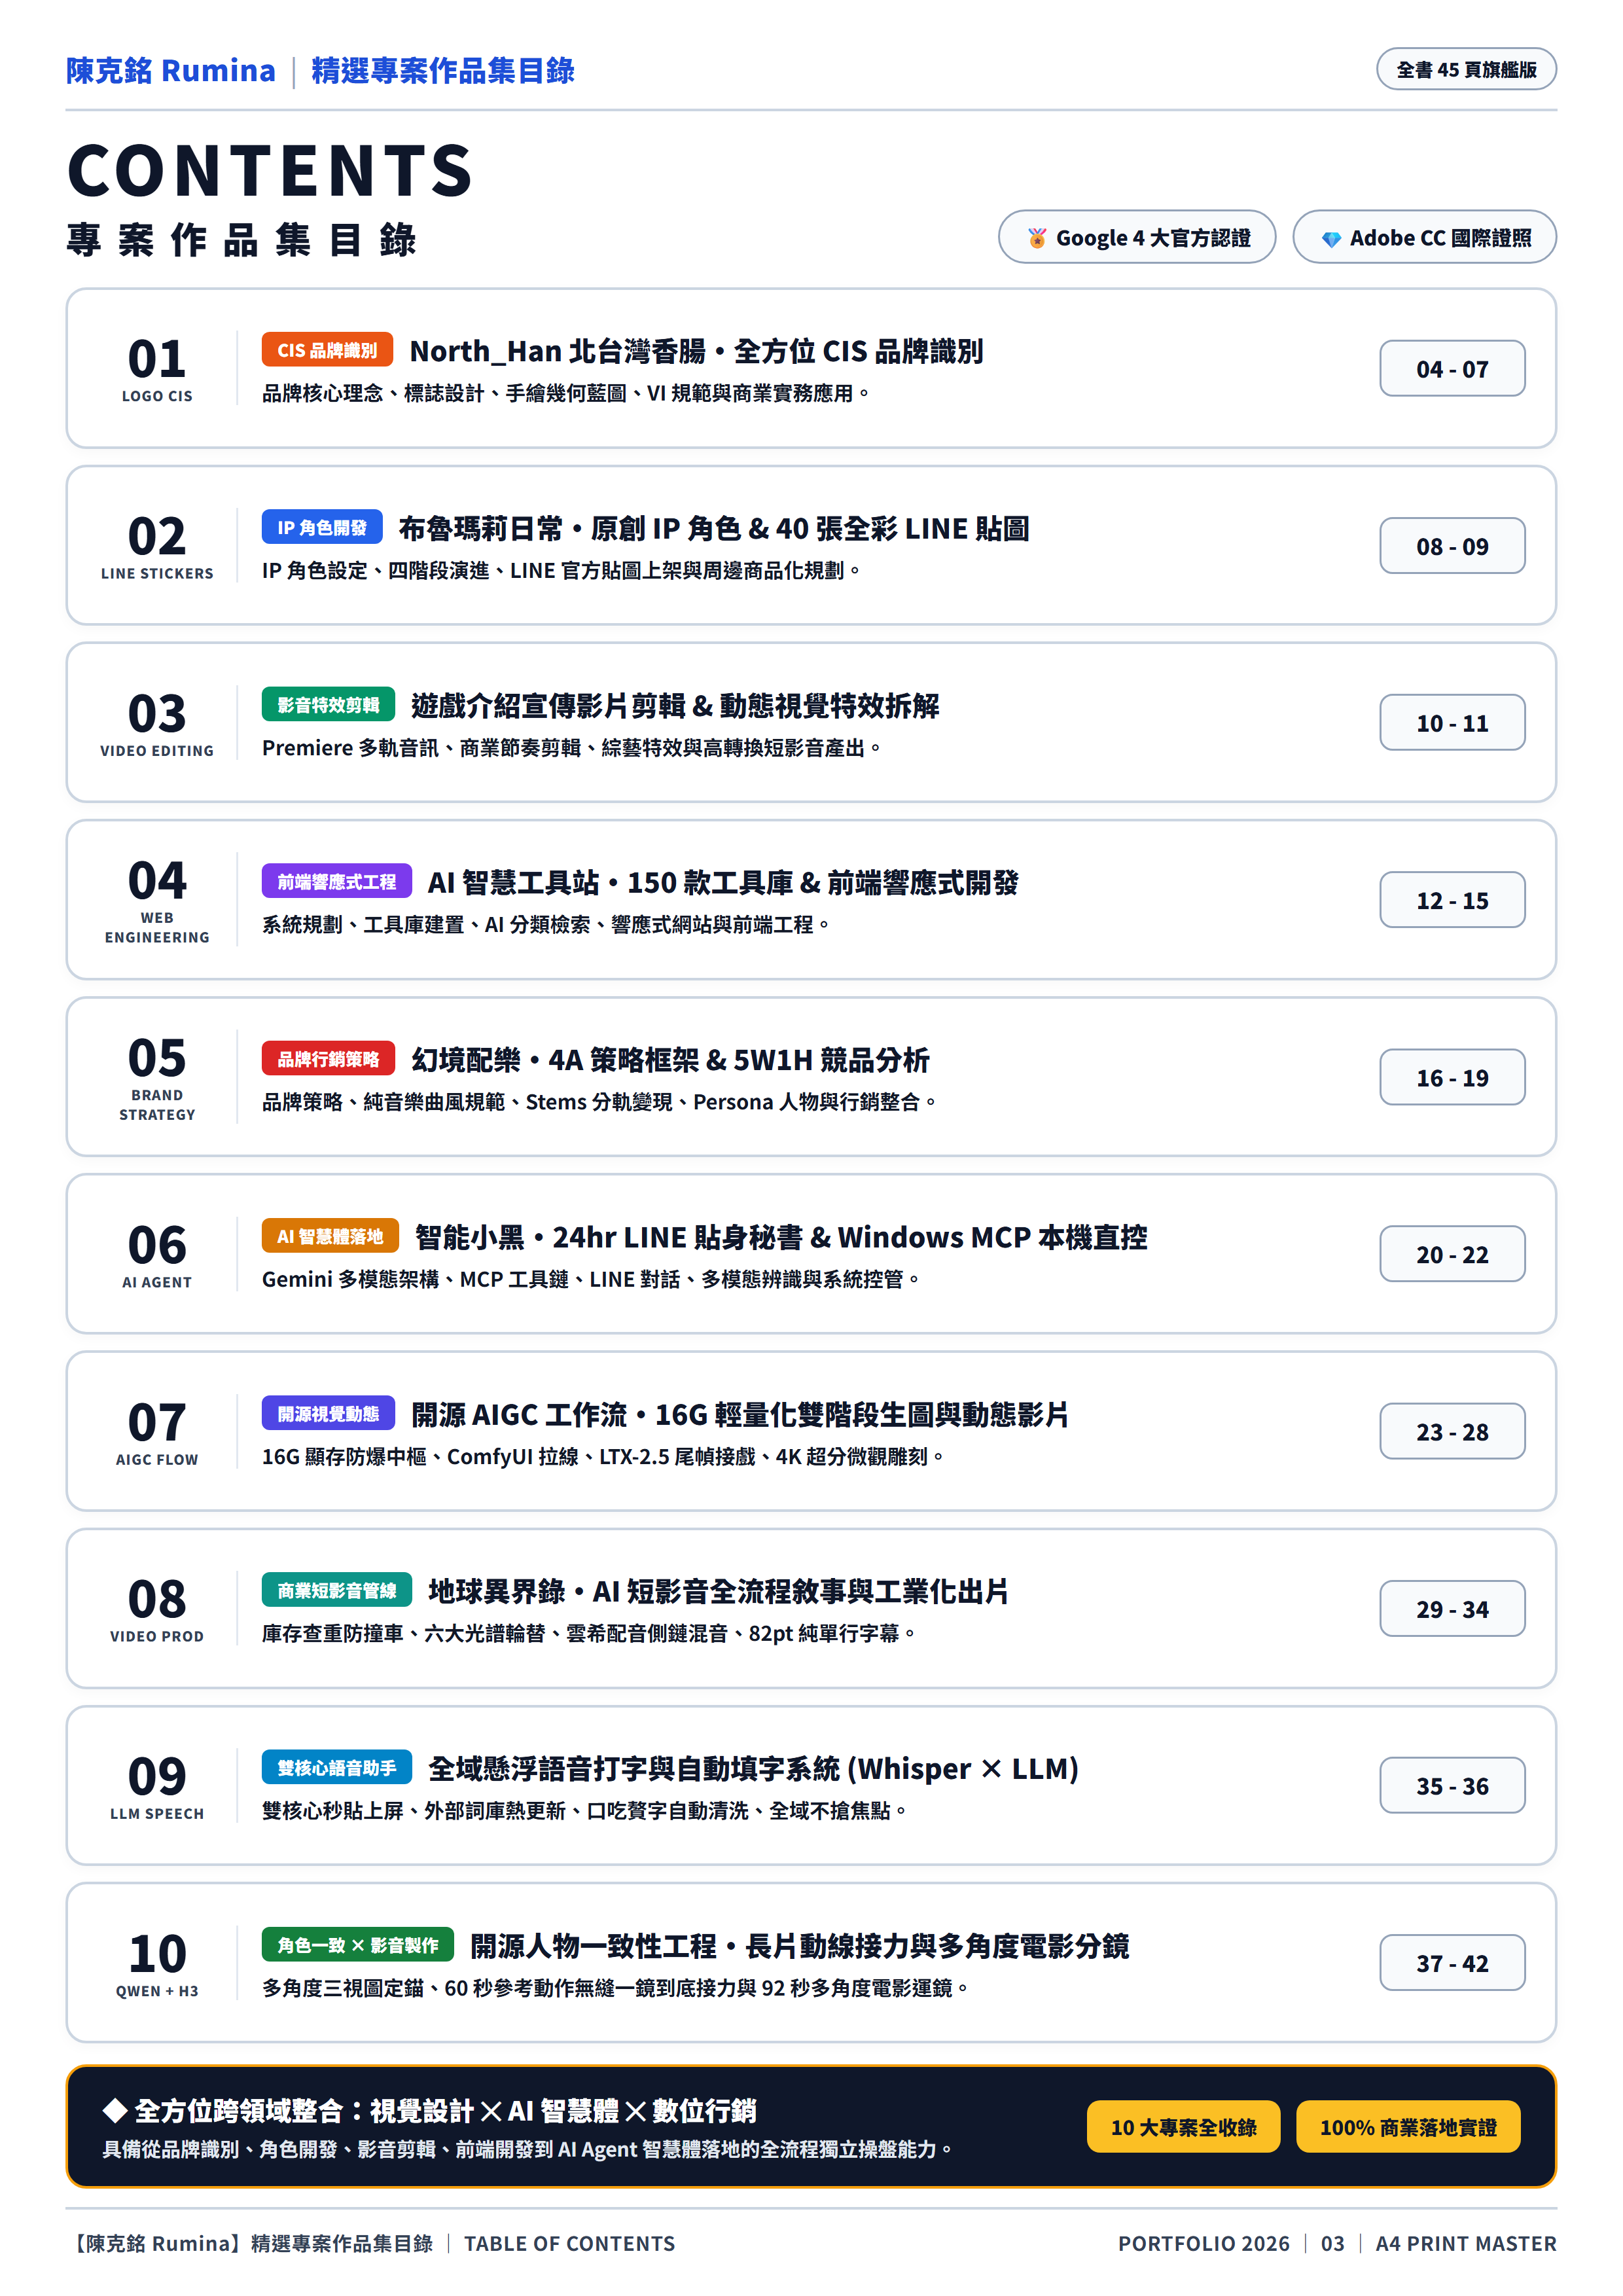 陳克銘 Rumina｜精選專案作品集目錄
全書 45 頁旗艦版
CONTENTS
專案作品集目錄
Google 4 大官方認證
Adobe CC 國際證照
01
LOGO CIS
CIS 品牌識別
North_Han 北台灣香腸・全方位 CIS 品牌識別
品牌核心理念、標誌設計、手繪幾何藍圖、VI 規範與商業實務應用。
04 - 07
02
LINE STICKERS
IP 角色開發
布魯瑪莉日常・原創 IP 角色 & 40 張全彩 LINE 貼圖
IP 角色設定、四階段演進、LINE 官方貼圖上架與周邊商品化規劃。
08 - 09
03
VIDEO EDITING
影音特效剪輯
遊戲介紹宣傳影片剪輯 & 動態視覺特效拆解
Premiere 多軌音訊、商業節奏剪輯、綜藝特效與高轉換短影音產出。
10 - 11
04
WEB
ENGINEERING
前端響應式工程
AI 智慧工具站・150 款工具庫 & 前端響應式開發
系統規劃、工具庫建置、AI 分類檢索、響應式網站與前端工程。
12 - 15
05
BRAND
STRATEGY
品牌行銷策略
幻境配樂・4A 策略框架 & 5W1H 競品分析
品牌策略、純音樂曲風規範、Stems 分軌變現、Persona 人物與行銷整合。
16 - 19
06
AI AGENT
AI 智慧體落地
智能小黑・24hr LINE 貼身秘書 & Windows MCP 本機直控
Gemini 多模態架構、MCP 工具鏈、LINE 對話、多模態辨識與系統控管。
20 - 22
07
AIGC FLOW
開源視覺動態
開源 AIGC 工作流・16G 輕量化雙階段生圖與動態影片
16G 顯存防爆中樞、ComfyUI 拉線、LTX-2.5 尾幀接戲、4K 超分微觀雕刻。
23 - 28
08
VIDEO PROD
商業短影音管線
地球異界錄・AI 短影音全流程敘事與工業化出片
庫存查重防撞車、六大光譜輪替、雲希配音側鏈混音、82pt 純單行字幕。
29 - 34
09
LLM SPEECH
雙核心語音助手
全域懸浮語音打字與自動填字系統 (Whisper × LLM)
雙核心秒貼上屏、外部詞庫熱更新、口吃贅字自動清洗、全域不搶焦點。
35 - 36
10
QWEN + H3
角色一致 × 影音製作
開源人物一致性工程・長片動線接力與多角度電影分鏡
多角度三視圖定錨、60 秒參考動作無縫一鏡到底接力與 92 秒多角度電影運鏡。
37 - 42
◆ 全方位跨領域整合：視覺設計 × AI 智慧體 × 數位行銷
具備從品牌識別、角色開發、影音剪輯、前端開發到 AI Agent 智慧體落地的全流程獨立操盤能力。
10 大專案全收錄
100% 商業落地實證
【陳克銘 Rumina】精選專案作品集目錄｜TABLE OF CONTENTS
PORTFOLIO 2026｜03｜A4 PRINT MASTER